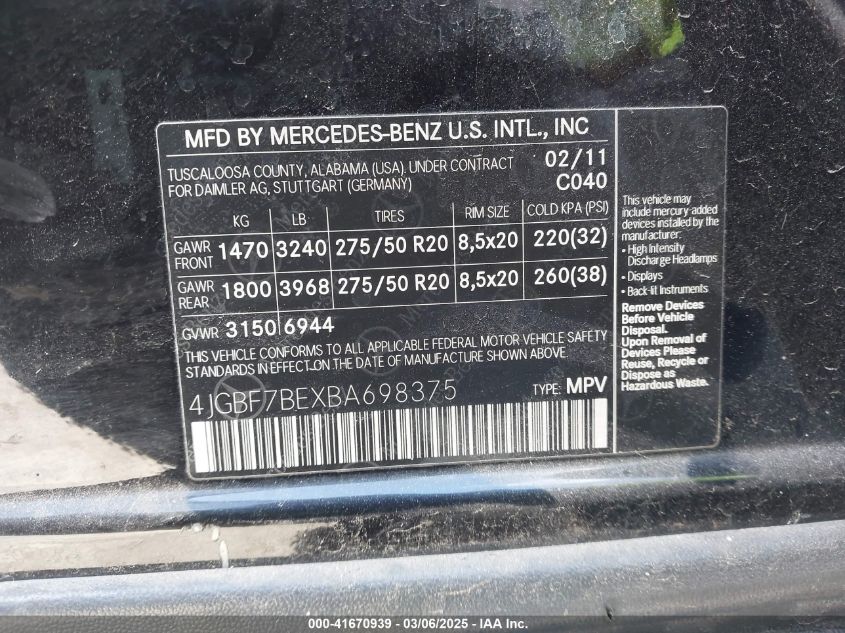 MFD BY MERCEDES-BENZ U.S. INTL., INC
TUSCALOOSA COUNTY, ALABAMA (USA). UNDER CONTRACT
FOR DAIMLER AG, STUTTGART (GERMANY)
02/11
C040
KG LB TIRES RIM SIZE COLD KPA (PSI)
GAWR FRONT 1470 3240 275/50 R20 8,5x20 220(32)
GAWR REAR 1800 3968 275/50 R20 8,5x20 260(38)
GVWR 3150 6944
THIS VEHICLE CONFORMS TO ALL APPLICABLE FEDERAL MOTOR VEHICLE SAFETY
STANDARDS IN EFFECT ON THE DATE OF MANUFACTURE SHOWN ABOVE.
4JGBF7BEXBA698375 TYPE: MPV
This vehicle may
include mercury-added
devices installed by the
manufacturer:
• High Intensity
Discharge Headlamps
• Displays
• Back-lit Instruments
Remove Devices
Before Vehicle
Disposal.
Upon Removal of
Devices Please
Reuse, Recycle or
Dispose as
Hazardous Waste.
000-41670939 - 03/06/2025 - IAA Inc.